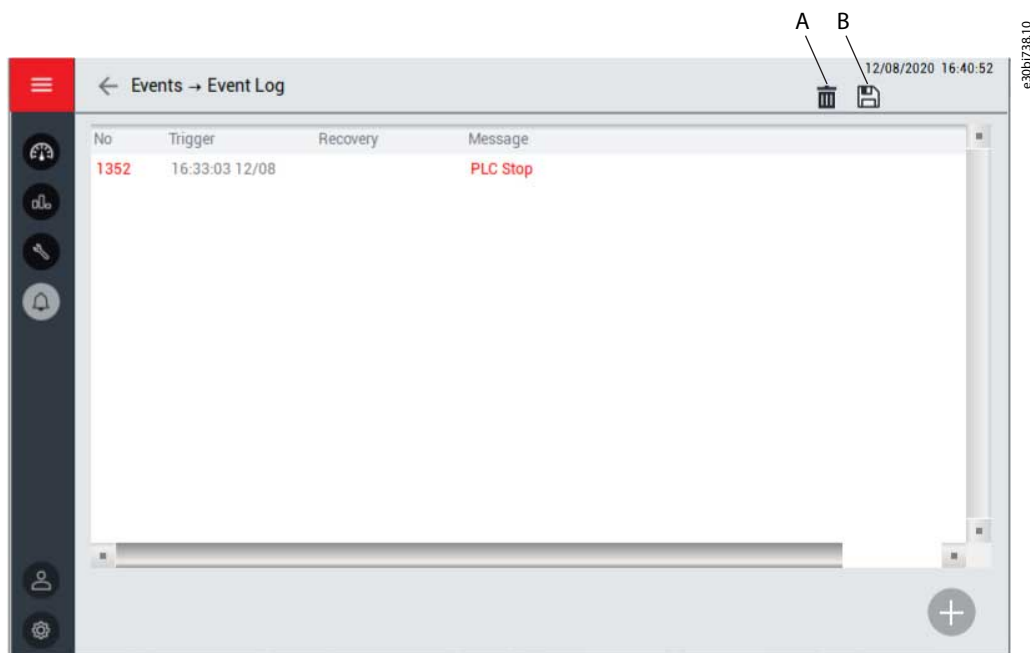 A B
e30bj738.10
12/08/2020 16:40:52
← Events → Event Log
No Trigger Recovery Message
1352 16:33:03 12/08 PLC Stop